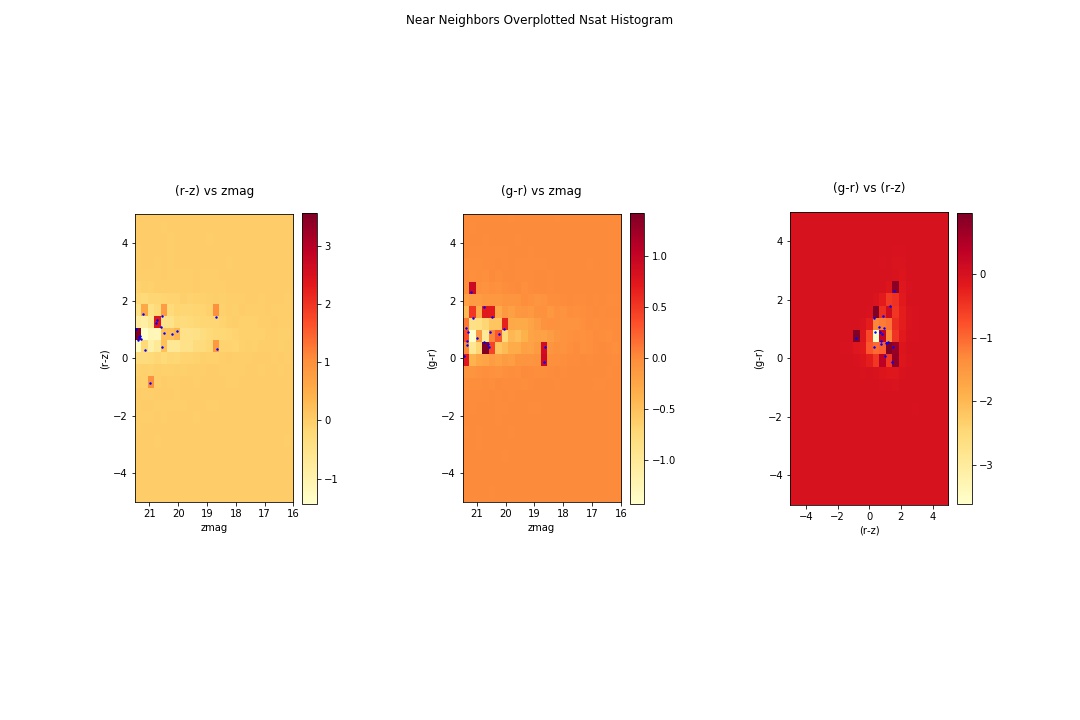 Near Neighbors Overplotted Nsat Histogram
(r-z) vs zmag
(g-r) vs zmag
(g-r) vs (r-z)
4
2
0
−2
−4
(r-z)
21 20 19 18 17 16
zmag
3
2
1
0
−1
4
2
0
−2
−4
(g-r)
21 20 19 18 17 16
zmag
1.0
0.5
0.0
−0.5
−1.0
4
2
0
−2
−4
(g-r)
−4 −2 0 2 4
(r-z)
0
−1
−2
−3